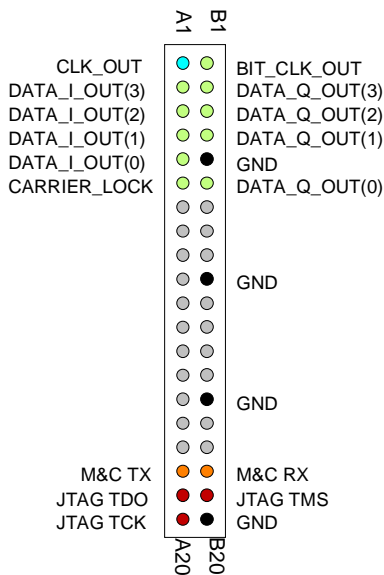 A1 B1
CLK_OUT BIT_CLK_OUT
DATA_I_OUT(3) DATA_Q_OUT(3)
DATA_I_OUT(2) DATA_Q_OUT(2)
DATA_I_OUT(1) DATA_Q_OUT(1)
DATA_I_OUT(0) GND
CARRIER_LOCK DATA_Q_OUT(0)
GND
GND
M&C TX M&C RX
JTAG TDO JTAG TMS
JTAG TCK GND
A20 B20